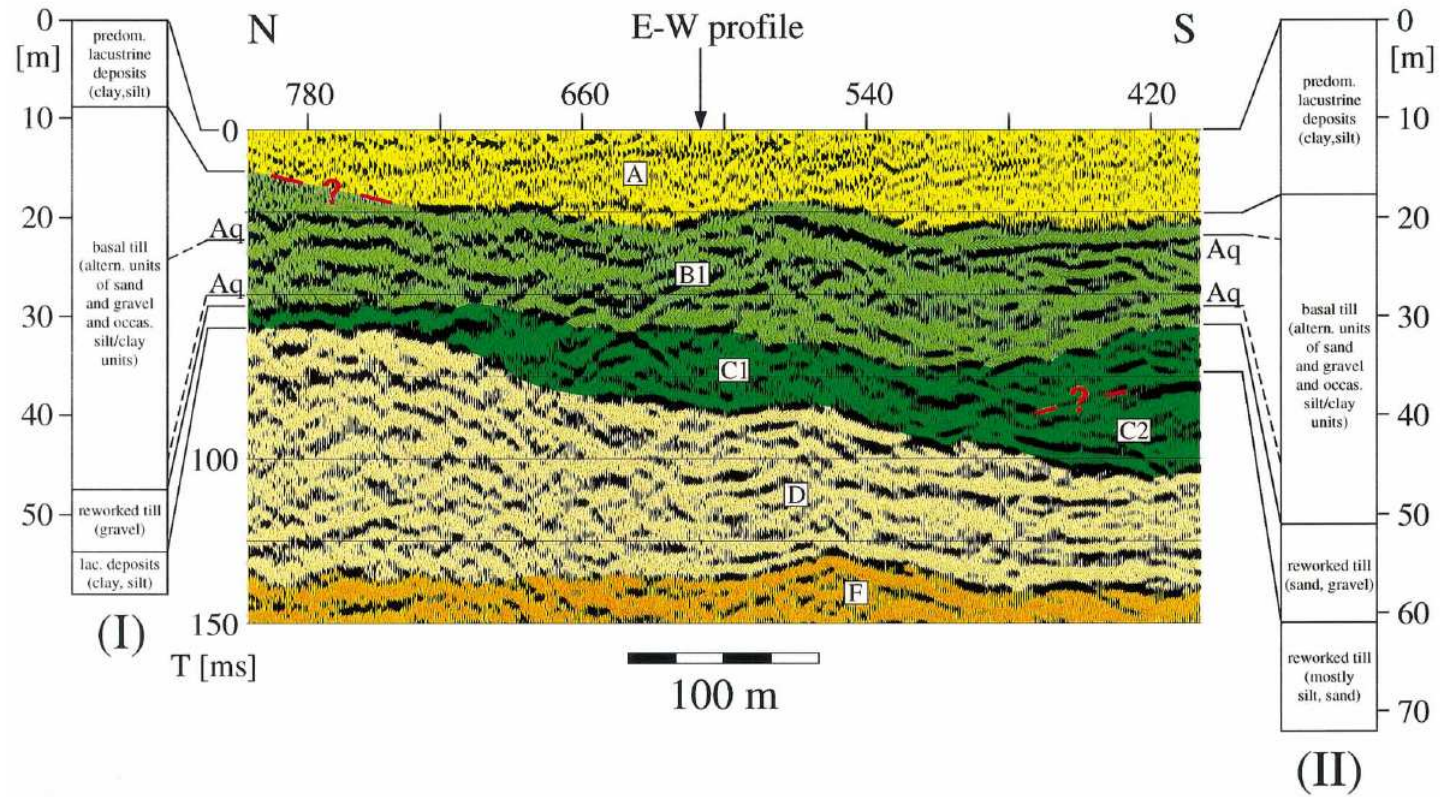 0
[m]
10
20
30
40
50
predom.
lacustrine
deposits
(clay,silt)
basal till
(altern. units
of sand
and gravel
and occas.
silt/clay
units)
reworked till
(gravel)
lac. deposits
(clay, silt)
(I)
N
E-W profile
S
780
660
540
420
0
100
150
T [ms]
Aq
Aq
?
A
B1
C1
?
C2
D
F
Aq
Aq
100 m
predom.
lacustrine
deposits
(clay,silt)
basal till
(altern. units
of sand
and gravel
and occas.
silt/clay
units)
reworked till
(sand, gravel)
reworked till
(mostly
silt, sand)
(II)
0
[m]
10
20
30
40
50
60
70